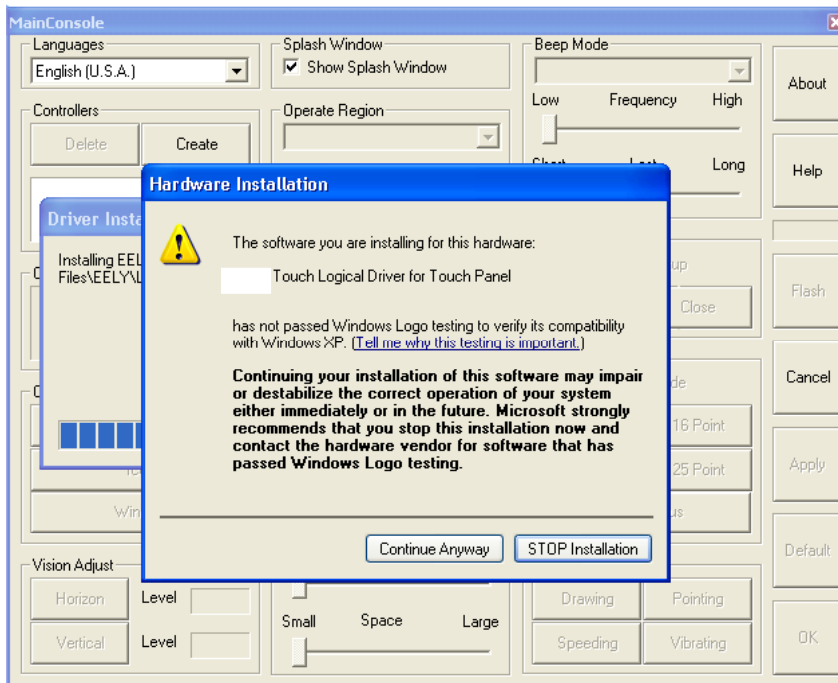 MainConsole
Languages
English (U.S.A.)
Controllers
Delete
Create
Splash Window
Show Splash Window
Operate Region
Beep Mode
Low Frequency High
Long
About
Help
Flash
Cancel
Apply
Default
OK
Close
16 Point
25 Point
Driver Insta
Installing EEL
Files\EELY\L
Hardware Installation
The software you are installing for this hardware:
Touch Logical Driver for Touch Panel
has not passed Windows Logo testing to verify its compatibility
with Windows XP. (Tell me why this testing is important.)
Continuing your installation of this software may impair
or destabilize the correct operation of your system
either immediately or in the future. Microsoft strongly
recommends that you stop this installation now and
contact the hardware vendor for software that has
passed Windows Logo testing.
Continue Anyway
STOP Installation
Win
Vision Adjust
Horizon
Level
Vertical
Level
Small Space Large
Drawing
Pointing
Speeding
Vibrating